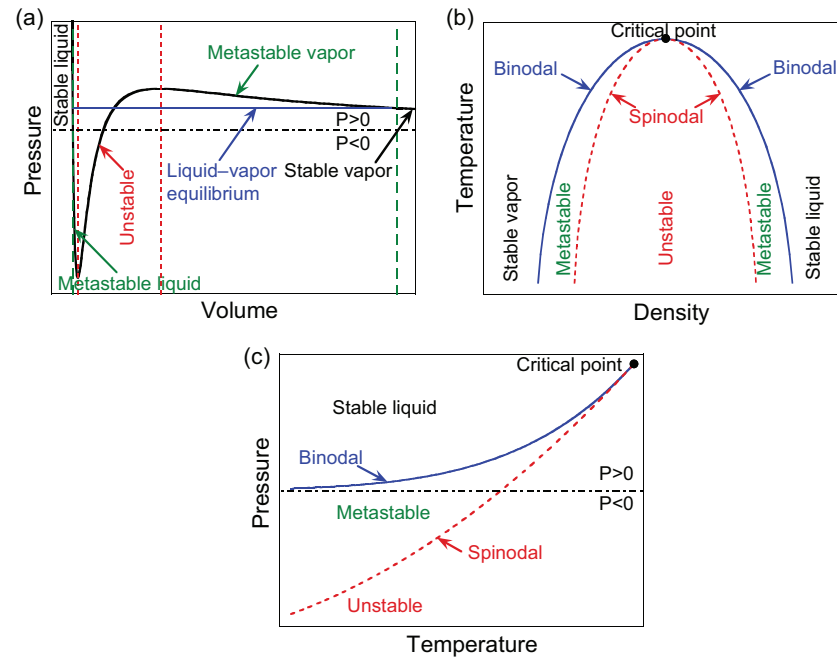 (a)
Stable liquid
Metastable vapor
P>0
P<0
Liquid–vapor
equilibrium
Stable vapor
Unstable
Metastable liquid
Pressure
Volume
(b)
Critical point
Binodal
Binodal
Spinodal
Stable vapor
Metastable
Unstable
Metastable
Stable liquid
Temperature
Density
(c)
Critical point
Stable liquid
Binodal
P>0
P<0
Metastable
Spinodal
Unstable
Pressure
Temperature